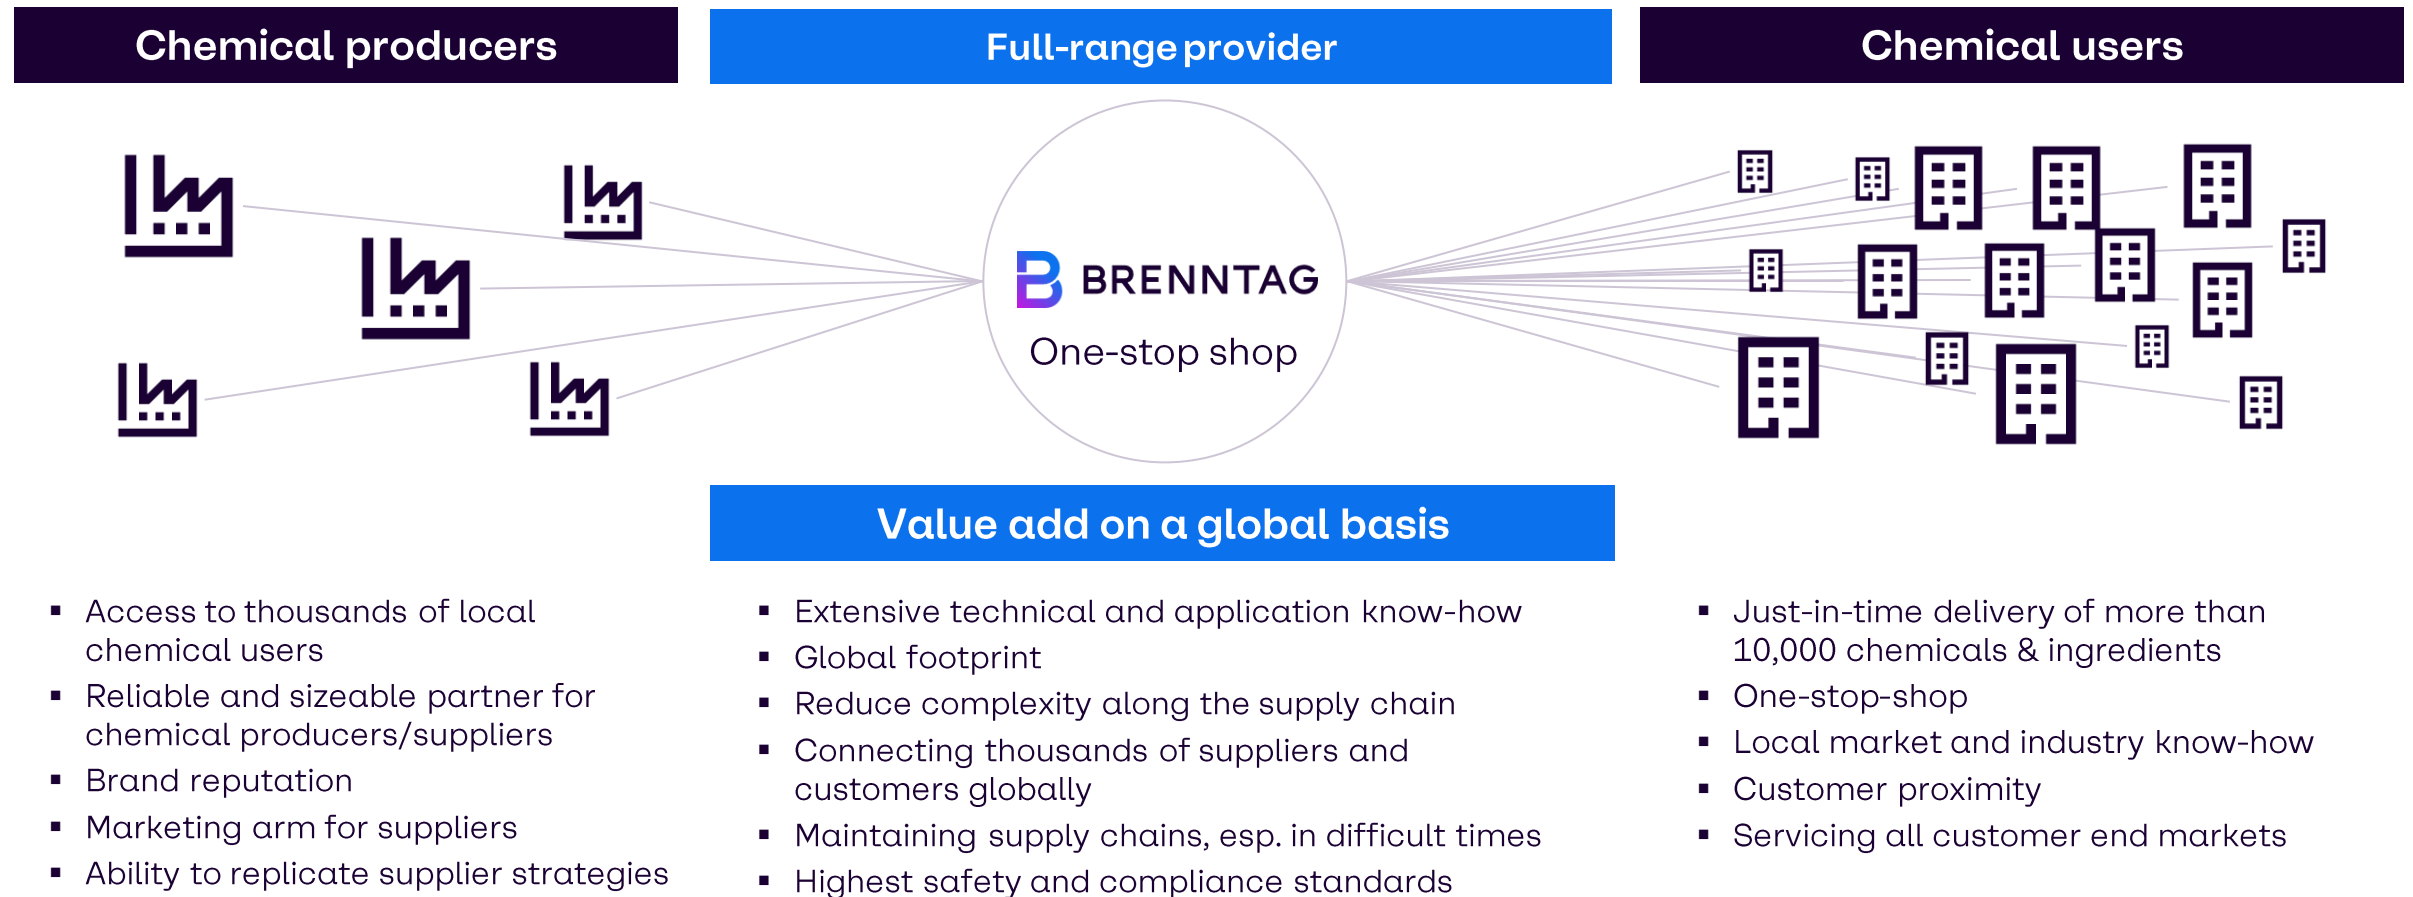 Chemical producers
Full-range provider
Chemical users
BRENNTAG
One-stop shop
Value add on a global basis
▪ Access to thousands of local
chemical users
▪ Reliable and sizeable partner for
chemical producers/suppliers
▪ Brand reputation
▪ Marketing arm for suppliers
▪ Ability to replicate supplier strategies
▪ Extensive technical and application know-how
▪ Global footprint
▪ Reduce complexity along the supply chain
▪ Connecting thousands of suppliers and
customers globally
▪ Maintaining supply chains, esp. in difficult times
▪ Highest safety and compliance standards
▪ Just-in-time delivery of more than
10,000 chemicals & ingredients
▪ One-stop-shop
▪ Local market and industry know-how
▪ Customer proximity
▪ Servicing all customer end markets